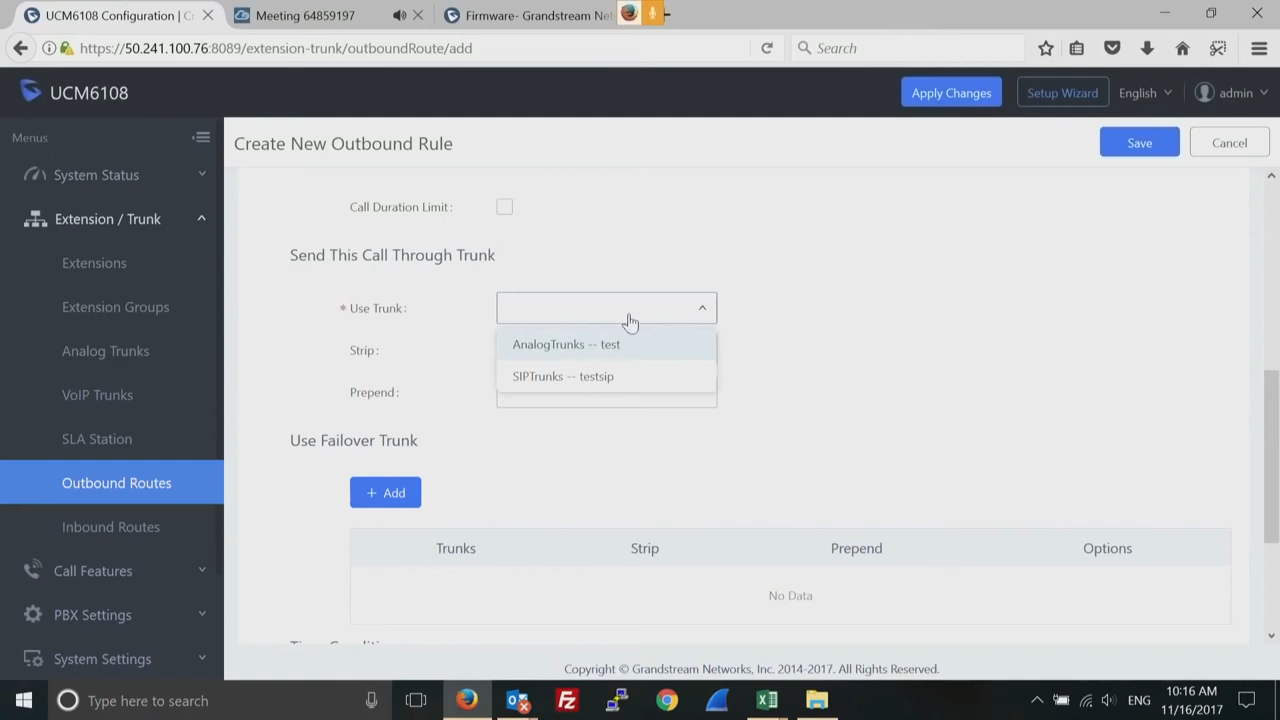 UCM6108 Configuration | C
Meeting 64859197
Firmware- Grandstream Net
https://50.241.100.76:8089/extension-trunk/outboundRoute/add
Search
UCM6108
Apply Changes
Setup Wizard
English
admin
Menus
System Status
Extension / Trunk
Extensions
Extension Groups
Analog Trunks
VoIP Trunks
SLA Station
Outbound Routes
Inbound Routes
Call Features
PBX Settings
System Settings
Create New Outbound Rule
Save
Cancel
Call Duration Limit:
Send This Call Through Trunk
* Use Trunk:
AnalogTrunks -- test
Strip:
SIPTrunks -- testsip
Prepend:
Use Failover Trunk
+ Add
Trunks Strip Prepend Options
No Data
Copyright © Grandstream Networks, Inc. 2014-2017. All Rights Reserved.
Type here to search
ENG
10:16 AM
11/16/2017